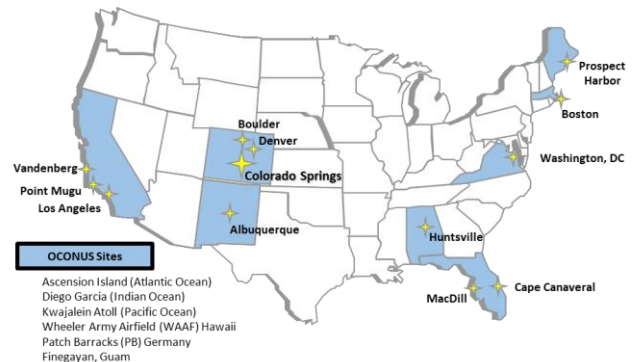 Prospect
Harbor
Boston
Boulder
Denver
Colorado Springs
Washington, DC
Vandenberg
Point Mugu
Los Angeles
Albuquerque
Huntsville
MacDill
Cape Canaveral
OCONUS Sites
Ascension Island (Atlantic Ocean)
Diego Garcia (Indian Ocean)
Kwajalein Atoll (Pacific Ocean)
Wheeler Army Airfield (WAAF) Hawaii
Patch Barracks (PB) Germany
Finegayan, Guam